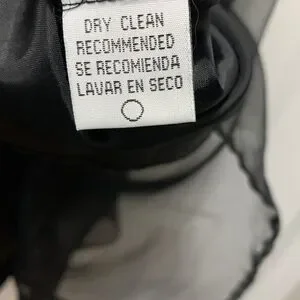 DRY CLEAN
RECOMMENDED
SE RECOMIENDA
LAVAR EN SECO